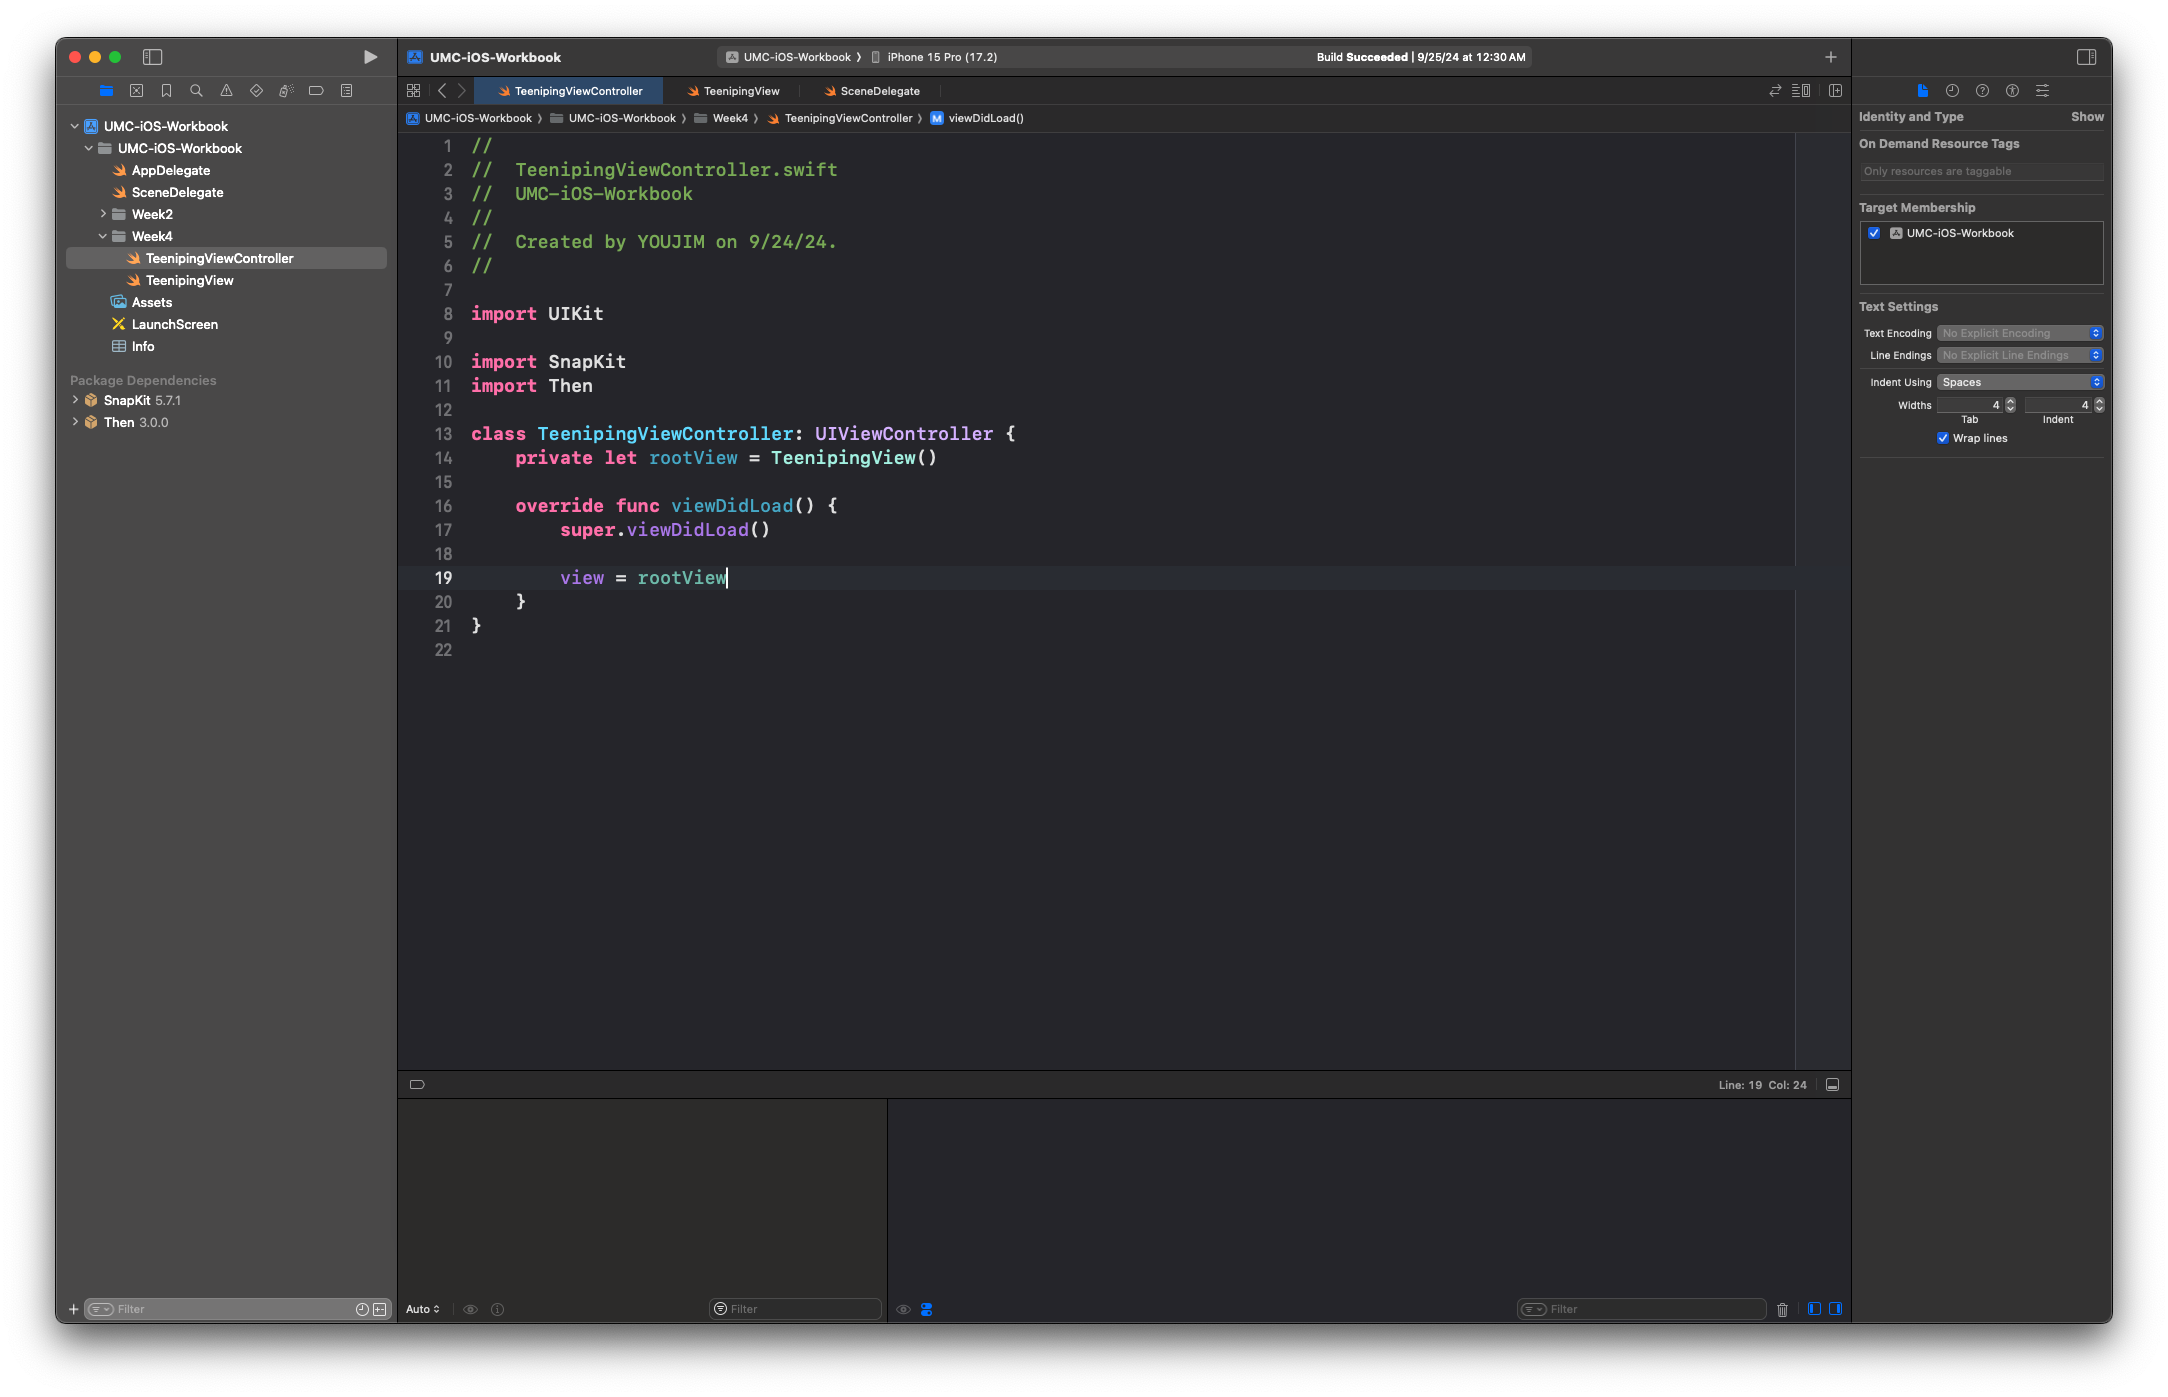 UMC-iOS-Workbook
UMC-iOS-Workbook 〉 iPhone 15 Pro (17.2)
Build Succeeded | 9/25/24 at 12:30 AM
TeenipingViewController
TeenipingView
SceneDelegate
UMC-iOS-Workbook 〉 UMC-iOS-Workbook 〉 Week4 〉 TeenipingViewController 〉 M viewDidLoad()
UMC-iOS-Workbook
UMC-iOS-Workbook
AppDelegate
SceneDelegate
Week2
Week4
TeenipingViewController
TeenipingView
Assets
LaunchScreen
Info
Package Dependencies
SnapKit 5.7.1
Then 3.0.0
Filter
1 //
2 //  TeenipingViewController.swift
3 //  UMC-iOS-Workbook
4 //
5 //  Created by YOUJIM on 9/24/24.
6 //
7
8 import UIKit
9
10 import SnapKit
11 import Then
12
13 class TeenipingViewController: UIViewController {
14     private let rootView = TeenipingView()
15
16     override func viewDidLoad() {
17         super.viewDidLoad()
18
19         view = rootView
20     }
21 }
22
Line: 19 Col: 24
Auto
Filter
Filter
Identity and Type Show
On Demand Resource Tags
Only resources are taggable
Target Membership
UMC-iOS-Workbook
Text Settings
Text Encoding No Explicit Encoding
Line Endings No Explicit Line Endings
Indent Using Spaces
Widths 4 4
Tab Indent
Wrap lines